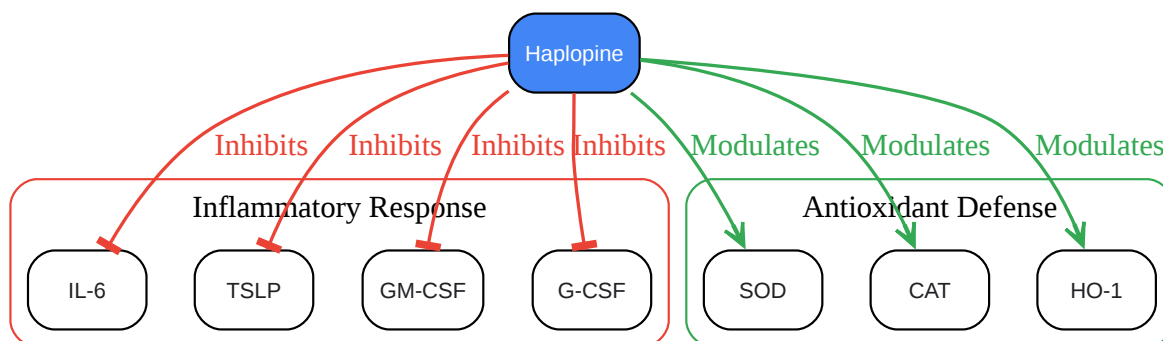 Haplopine
Inhibits Inhibits Inhibits Inhibits Modulates Modulates Modulates
Inflammatory Response Antioxidant Defense
IL-6 TSLP GM-CSF G-CSF SOD CAT HO-1